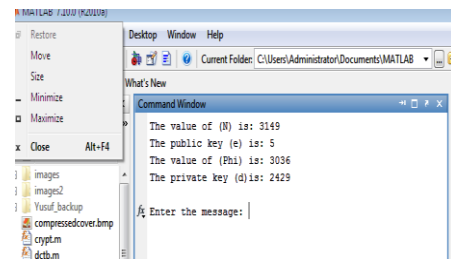 MATLAB 7.10.0 (R2010a)
Restore
Move
Size
Minimize
Maximize
Close Alt+F4
Desktop Window Help
Current Folder: C:\Users\Administrator\Documents\MATLAB
What's New
Command Window
The value of (N) is: 3149
The public key (e) is: 5
The value of (Phi) is: 3036
The private key (d)is: 2429
fx Enter the message:
images
images2
Yusuf_backup
compressedcover.bmp
crypt.m
dctb.m